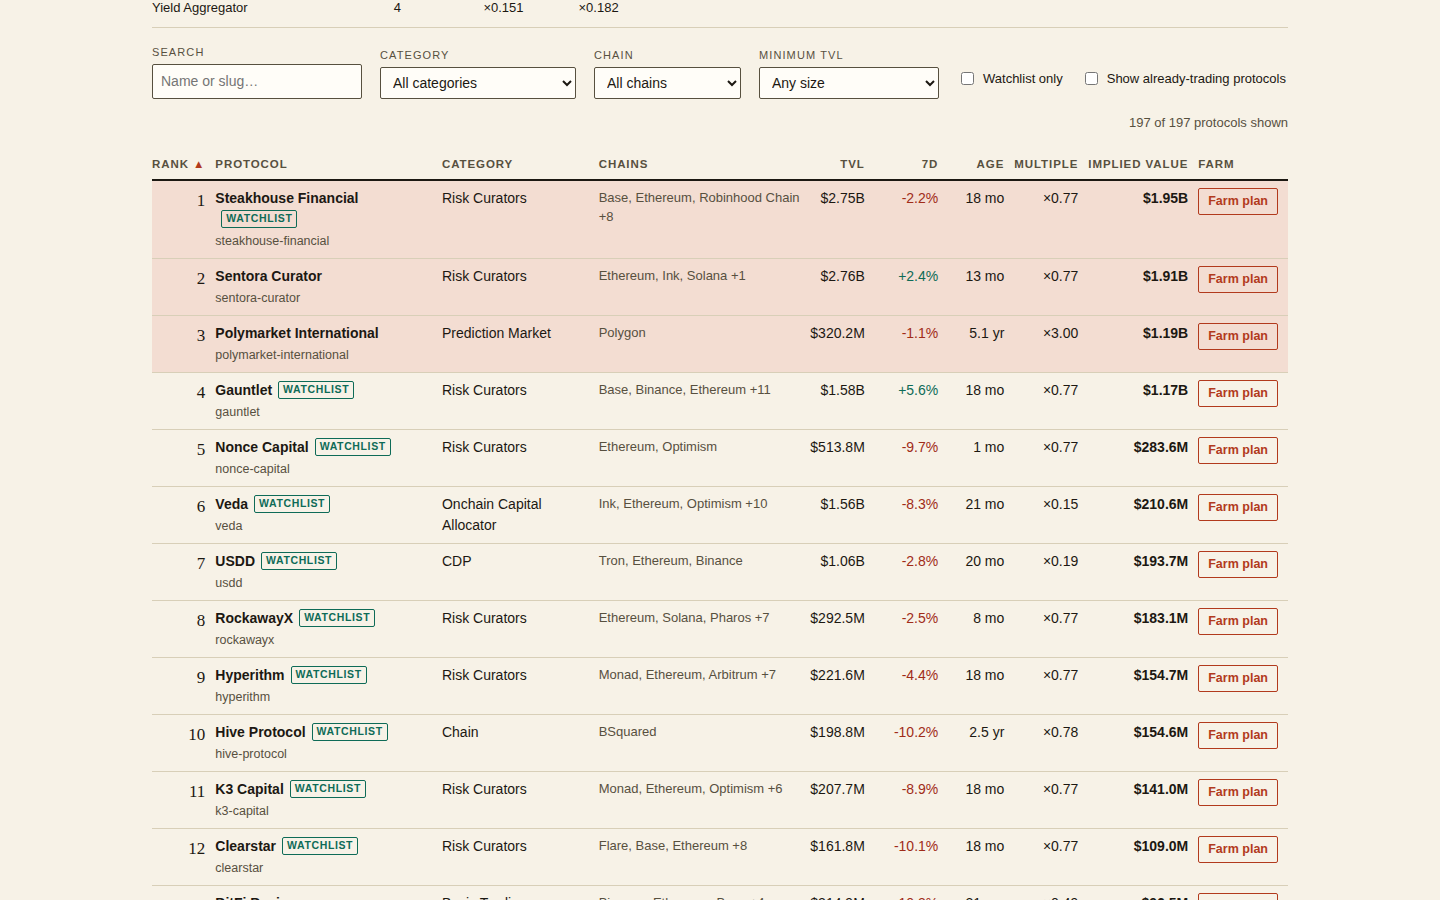 Yield Aggregator 4 ×0.151 ×0.182
SEARCH CATEGORY CHAIN MINIMUM TVL
Name or slug… All categories All chains Any size Watchlist only Show already-trading protocols
197 of 197 protocols shown
RANK ▲ PROTOCOL CATEGORY CHAINS TVL 7D AGE MULTIPLE IMPLIED VALUE FARM
1 Steakhouse Financial Risk Curators Base, Ethereum, Robinhood Chain $2.75B -2.2% 18 mo ×0.77 $1.95B Farm plan
WATCHLIST +8
steakhouse-financial
2 Sentora Curator Risk Curators Ethereum, Ink, Solana +1 $2.76B +2.4% 13 mo ×0.77 $1.91B Farm plan
sentora-curator
3 Polymarket International Prediction Market Polygon $320.2M -1.1% 5.1 yr ×3.00 $1.19B Farm plan
polymarket-international
4 Gauntlet WATCHLIST Risk Curators Base, Binance, Ethereum +11 $1.58B +5.6% 18 mo ×0.77 $1.17B Farm plan
gauntlet
5 Nonce Capital WATCHLIST Risk Curators Ethereum, Optimism $513.8M -9.7% 1 mo ×0.77 $283.6M Farm plan
nonce-capital
6 Veda WATCHLIST Onchain Capital Ink, Ethereum, Optimism +10 $1.56B -8.3% 21 mo ×0.15 $210.6M Farm plan
veda Allocator
7 USDD WATCHLIST CDP Tron, Ethereum, Binance $1.06B -2.8% 20 mo ×0.19 $193.7M Farm plan
usdd
8 RockawayX WATCHLIST Risk Curators Ethereum, Solana, Pharos +7 $292.5M -2.5% 8 mo ×0.77 $183.1M Farm plan
rockawayx
9 Hyperithm WATCHLIST Risk Curators Monad, Ethereum, Arbitrum +7 $221.6M -4.4% 18 mo ×0.77 $154.7M Farm plan
hyperithm
10 Hive Protocol WATCHLIST Chain BSquared $198.8M -10.2% 2.5 yr ×0.78 $154.6M Farm plan
hive-protocol
11 K3 Capital WATCHLIST Risk Curators Monad, Ethereum, Optimism +6 $207.7M -8.9% 18 mo ×0.77 $141.0M Farm plan
k3-capital
12 Clearstar WATCHLIST Risk Curators Flare, Base, Ethereum +8 $161.8M -10.1% 18 mo ×0.77 $109.0M Farm plan
clearstar